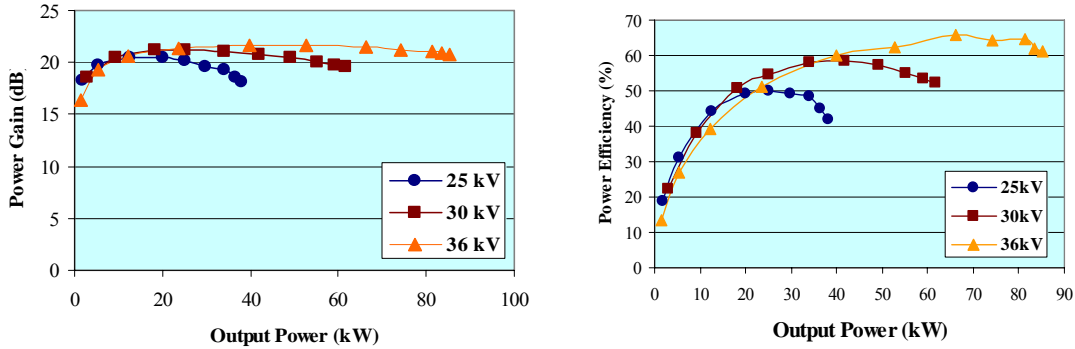 25
20
15
10
5
0
Power Gain (dB)
0 20 40 60 80 100
Output Power (kW)
25 kV
30 kV
36 kV
70
60
50
40
30
20
10
0
Power Efficiency (%)
0 10 20 30 40 50 60 70 80 90
Output Power (kW)
25kV
30kV
36kV